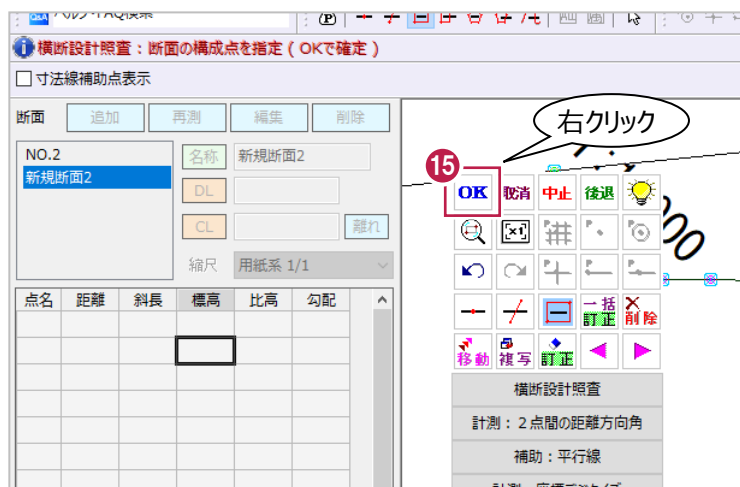 Q&A ヘルプ・FAQ検索
横断設計照査：断面の構成点を指定 ( OKで確定 )
寸法線補助点表示
断面 追加 再測 編集 削除
NO.2
新規断面2
名称 新規断面2
DL
CL 離れ
縮尺 用紙系 1/1
点名 距離 斜長 標高 比高 勾配
右クリック
15
OK 取消 中止 後退
一括訂正 削除
移動 複写 訂正
横断設計照査
計測：２点間の距離方向角
補助：平行線